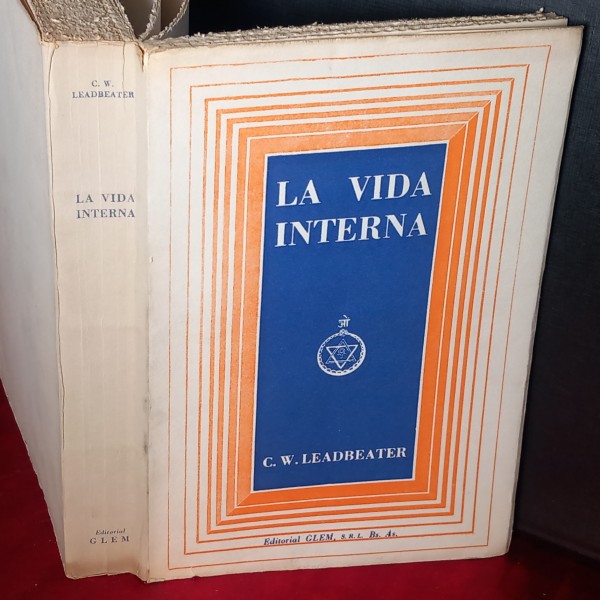 C. W.
LEADBEATER
LA VIDA
INTERNA
Editorial
GLEM
LA VIDA
INTERNA
ओं
C. W. LEADBEATER
Editorial GLEM, S. R. L. Bs. As.